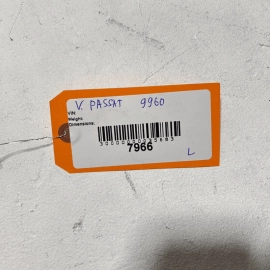 V. PASSAT 9960
VIN:
Weight:
Dimensions:
7966
L